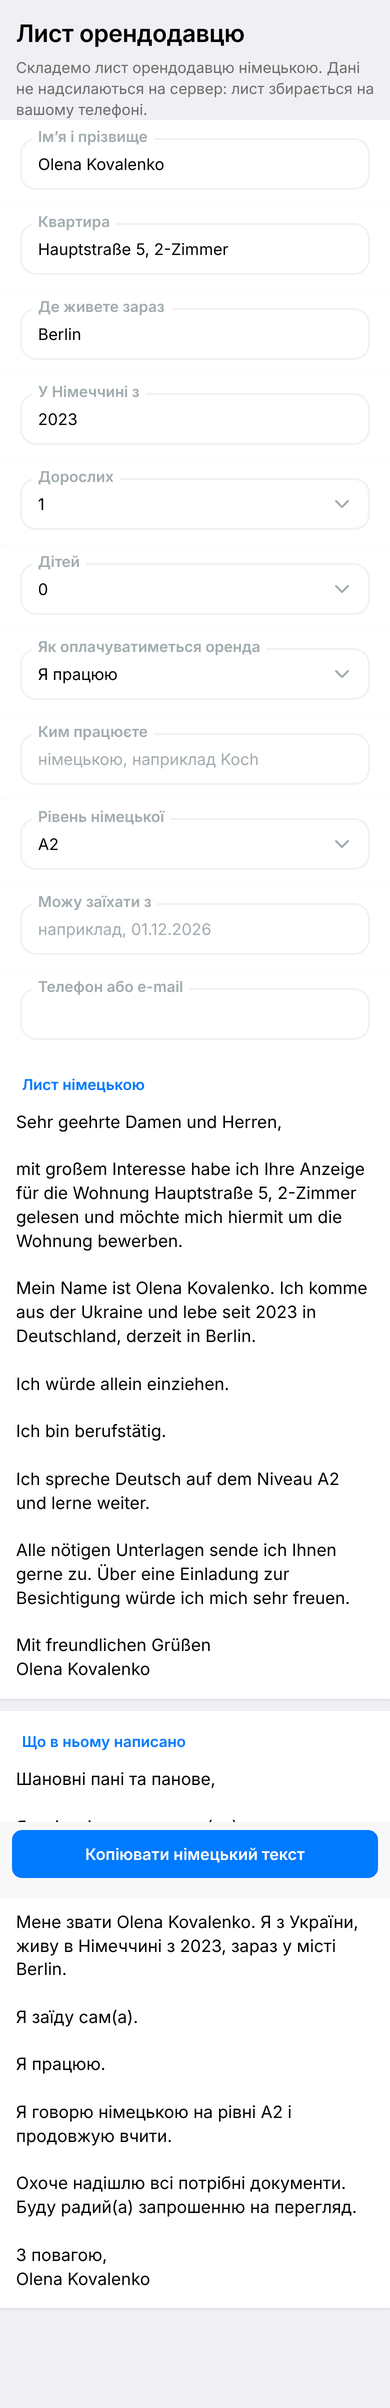 Лист орендодавцю
Складемо лист орендодавцю німецькою. Дані
не надсилаються на сервер: лист збирається на
вашому телефоні.
Ім'я і прізвище
Olena Kovalenko
Квартира
Hauptstraße 5, 2-Zimmer
Де живете зараз
Berlin
У Німеччині з
2023
Дорослих
1
Дітей
0
Як оплачуватиметься оренда
Я працюю
Ким працюєте
німецькою, наприклад Koch
Рівень німецької
A2
Можу заїхати з
наприклад, 01.12.2026
Телефон або e-mail
Лист німецькою
Sehr geehrte Damen und Herren,
mit großem Interesse habe ich Ihre Anzeige
für die Wohnung Hauptstraße 5, 2-Zimmer
gelesen und möchte mich hiermit um die
Wohnung bewerben.
Mein Name ist Olena Kovalenko. Ich komme
aus der Ukraine und lebe seit 2023 in
Deutschland, derzeit in Berlin.
Ich würde allein einziehen.
Ich bin berufstätig.
Ich spreche Deutsch auf dem Niveau A2
und lerne weiter.
Alle nötigen Unterlagen sende ich Ihnen
gerne zu. Über eine Einladung zur
Besichtigung würde ich mich sehr freuen.
Mit freundlichen Grüßen
Olena Kovalenko
Що в ньому написано
Шановні пані та панове,
Копіювати німецький текст
Мене звати Olena Kovalenko. Я з України,
живу в Німеччині з 2023, зараз у місті
Berlin.
Я заїду сам(а).
Я працюю.
Я говорю німецькою на рівні A2 і
продовжую вчити.
Охоче надішлю всі потрібні документи.
Буду радий(а) запрошенню на перегляд.
З повагою,
Olena Kovalenko